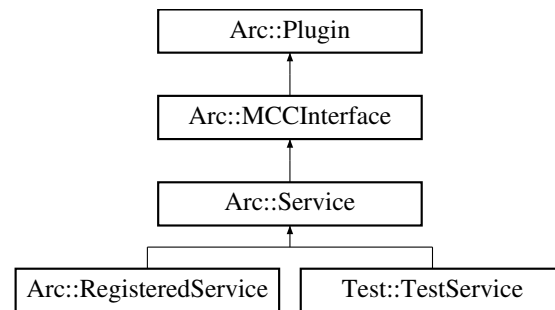 Arc::Plugin
Arc::MCCInterface
Arc::Service
Arc::RegisteredService Test::TestService